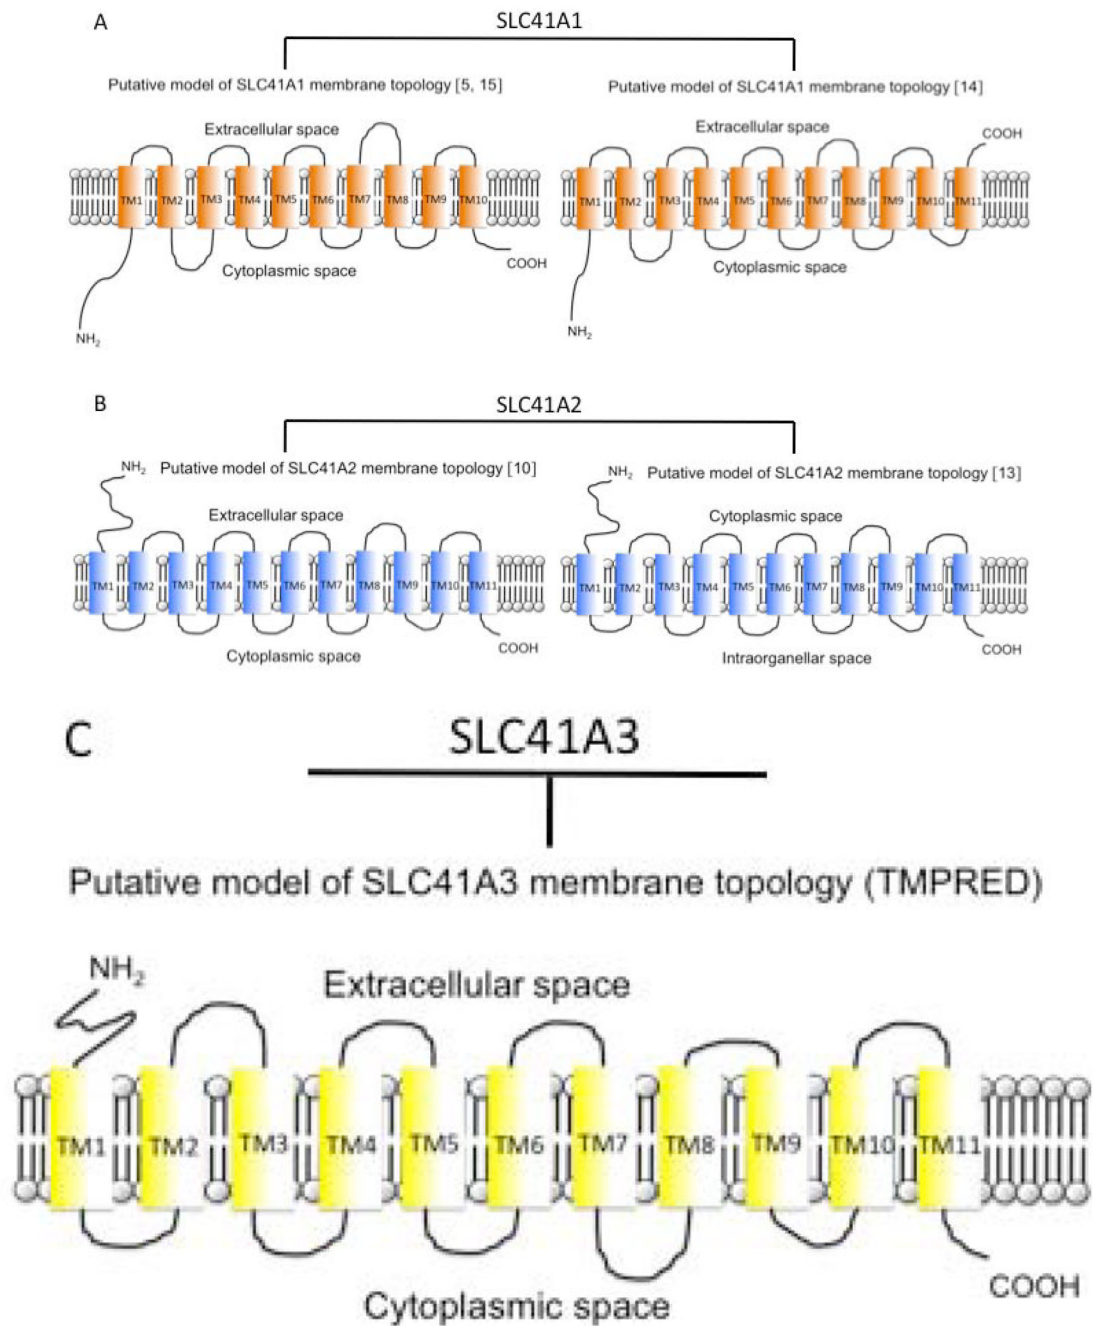 A
SLC41A1
Putative model of SLC41A1 membrane topology [5, 15]
Extracellular space
TM1 TM2 TM3 TM4 TM5 TM6 TM7 TM8 TM9 TM10
Cytoplasmic space
COOH
NH2
Putative model of SLC41A1 membrane topology [14]
Extracellular space
COOH
TM1 TM2 TM3 TM4 TM5 TM6 TM7 TM8 TM9 TM10 TM11
Cytoplasmic space
NH2
B
SLC41A2
NH2 Putative model of SLC41A2 membrane topology [10]
Extracellular space
TM1 TM2 TM3 TM4 TM5 TM6 TM7 TM8 TM9 TM10 TM11
COOH
Cytoplasmic space
NH2 Putative model of SLC41A2 membrane topology [13]
Cytoplasmic space
TM1 TM2 TM3 TM4 TM5 TM6 TM7 TM8 TM9 TM10 TM11
COOH
Intraorganellar space
C
SLC41A3
Putative model of SLC41A3 membrane topology (TMPRED)
NH2
Extracellular space
TM1 TM2 TM3 TM4 TM5 TM6 TM7 TM8 TM9 TM10 TM11
COOH
Cytoplasmic space